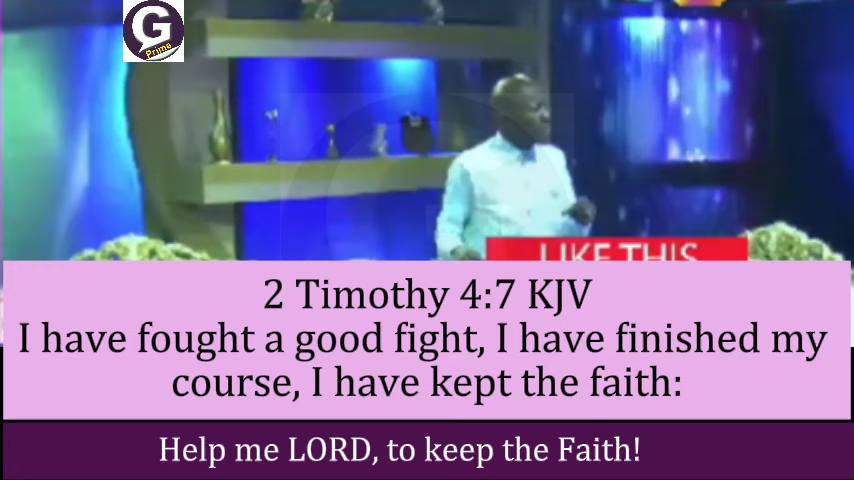 G
Prime
LIKE THIS
2 Timothy 4:7 KJV
I have fought a good fight, I have finished my
course, I have kept the faith:
Help me LORD, to keep the Faith!